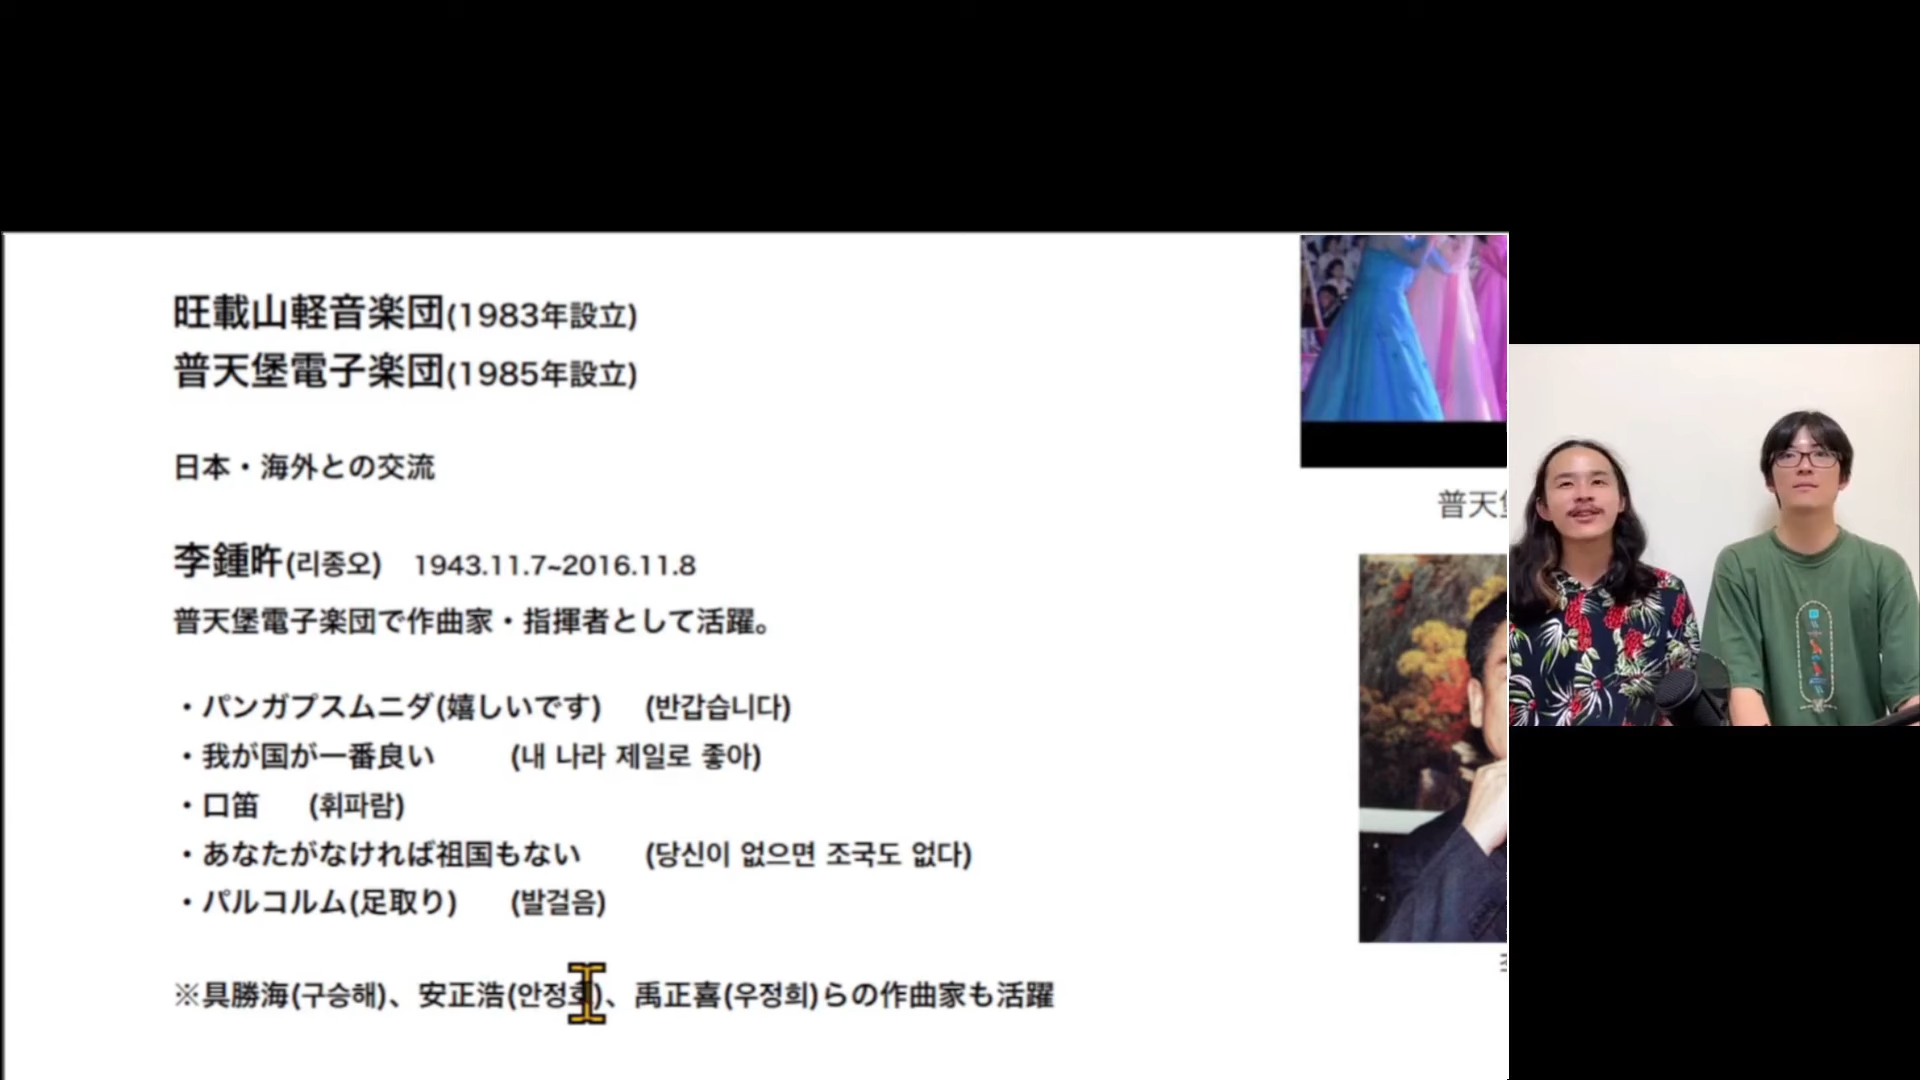 旺載山軽音楽団(1983年設立)
普天堡電子楽団(1985年設立)
日本・海外との交流
普天堡
李鍾旿(리종오) 1943.11.7~2016.11.8
普天堡電子楽団で作曲家・指揮者として活躍。
・パンガプスムニダ(嬉しいです) (반갑습니다)
・我が国が一番良い (내 나라 제일로 좋아)
・口笛 (휘파람)
・あなたがなければ祖国もない (당신이 없으면 조국도 없다)
・パルコルム(足取り) (발걸음)
※具勝海(구승해)、安正浩(안정호)、禹正喜(우정희)らの作曲家も活躍